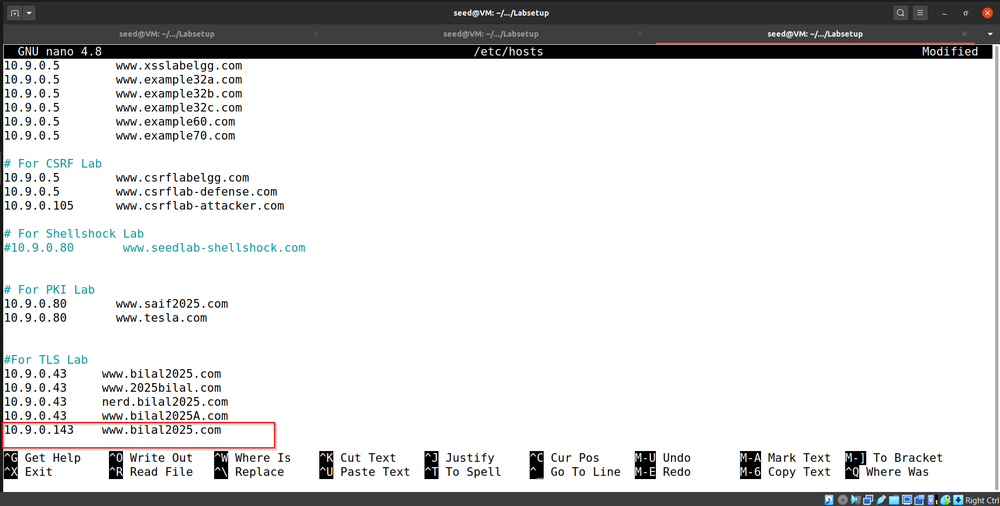 seed@VM: ~/.../Labsetup
seed@VM: ~/.../Labsetup seed@VM: ~/.../Labsetup seed@VM: ~/.../Labsetup
GNU nano 4.8 /etc/hosts Modified
10.9.0.5 www.xsslabelgg.com
10.9.0.5 www.example32a.com
10.9.0.5 www.example32b.com
10.9.0.5 www.example32c.com
10.9.0.5 www.example60.com
10.9.0.5 www.example70.com
# For CSRF Lab
10.9.0.5 www.csrflabelgg.com
10.9.0.5 www.csrflab-defense.com
10.9.0.105 www.csrflab-attacker.com
# For Shellshock Lab
#10.9.0.80 www.seedlab-shellshock.com
# For PKI Lab
10.9.0.80 www.saif2025.com
10.9.0.80 www.tesla.com
#For TLS Lab
10.9.0.43 www.bilal2025.com
10.9.0.43 www.2025bilal.com
10.9.0.43 nerd.bilal2025.com
10.9.0.43 www.bilal2025A.com
10.9.0.143 www.bilal2025.com
^G Get Help ^O Write Out ^W Where Is ^K Cut Text ^J Justify ^C Cur Pos M-U Undo M-A Mark Text M-] To Bracket
^X Exit ^R Read File ^\ Replace ^U Paste Text ^T To Spell ^_ Go To Line M-E Redo M-6 Copy Text ^Q Where Was
Right Ctrl